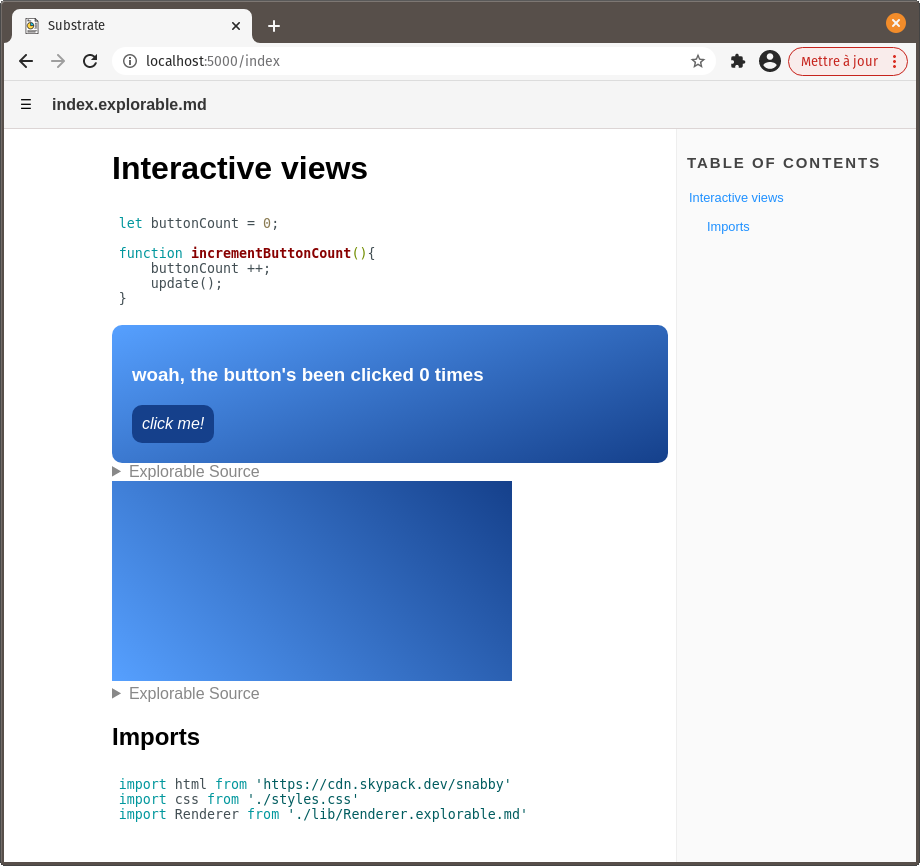 Substrate
localhost:5000/index
Mettre à jour
index.explorable.md
Interactive views
let buttonCount = 0;
function incrementButtonCount(){
buttonCount ++;
update();
}
woah, the button's been clicked 0 times
click me!
Explorable Source
Explorable Source
Imports
import html from 'https://cdn.skypack.dev/snabby'
import css from './styles.css'
import Renderer from './lib/Renderer.explorable.md'
TABLE OF CONTENTS
Interactive views
Imports